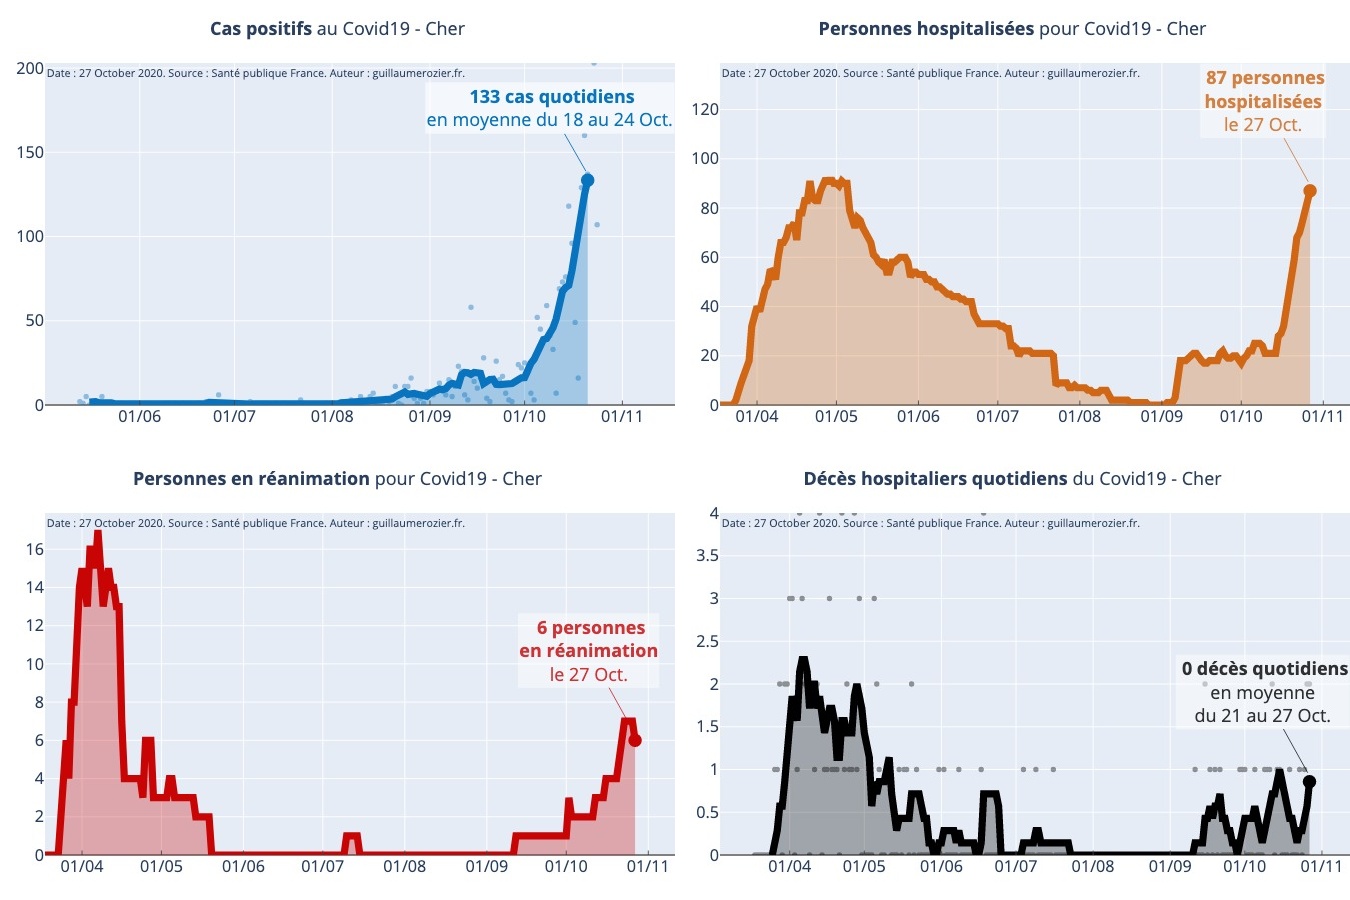 Cas positifs au Covid19 - Cher
Date : 27 October 2020. Source : Santé publique France. Auteur : guillaumerozier.fr.
133 cas quotidiens
en moyenne du 18 au 24 Oct.
200
150
100
50
0
01/06 01/07 01/08 01/09 01/10 01/11
Personnes hospitalisées pour Covid19 - Cher
Date : 27 October 2020. Source : Santé publique France. Auteur : guillaumerozier.fr.
87 personnes
hospitalisées
le 27 Oct.
120
100
80
60
40
20
0
01/04 01/05 01/06 01/07 01/08 01/09 01/10 01/11
Personnes en réanimation pour Covid19 - Cher
Date : 27 October 2020. Source : Santé publique France. Auteur : guillaumerozier.fr.
16
14
12
10
8
6
4
2
0
6 personnes
en réanimation
le 27 Oct.
01/04 01/05 01/06 01/07 01/08 01/09 01/10 01/11
Décès hospitaliers quotidiens du Covid19 - Cher
Date : 27 October 2020. Source : Santé publique France. Auteur : guillaumerozier.fr.
4
3.5
3
2.5
2
1.5
1
0.5
0
0 décès quotidiens
en moyenne
du 21 au 27 Oct.
01/04 01/05 01/06 01/07 01/08 01/09 01/10 01/11